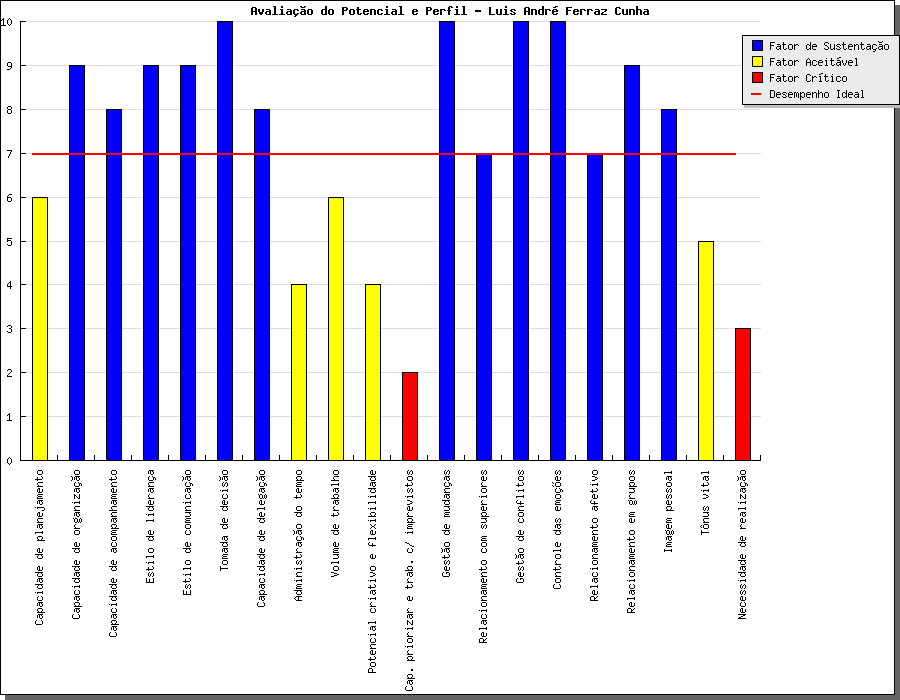 Avaliação do Potencial e Perfil - Luis André Ferraz Cunha
Fator de Sustentação
Fator Aceitável
Fator Crítico
Desempenho Ideal
10
9
8
7
6
5
4
3
2
1
0
Capacidade de planejamento
Capacidade de organização
Capacidade de acompanhamento
Estilo de liderança
Estilo de comunicação
Tomada de decisão
Capacidade de delegação
Administração do tempo
Volume de trabalho
Potencial criativo e flexibilidade
Cap. priorizar e trab. c/ imprevistos
Gestão de mudanças
Relacionamento com superiores
Gestão de conflitos
Controle das emoções
Relacionamento afetivo
Relacionamento em grupos
Imagem pessoal
Tônus vital
Necessidade de realização